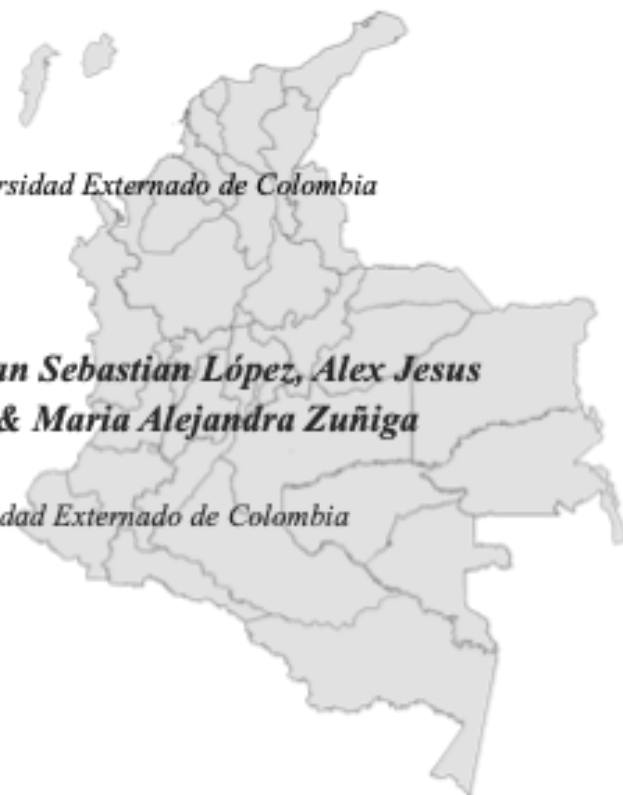 rsidad Externado de Colombia
an Sebastian López, Alex Jesus
& Maria Alejandra Zuñiga
dad Externado de Colombia